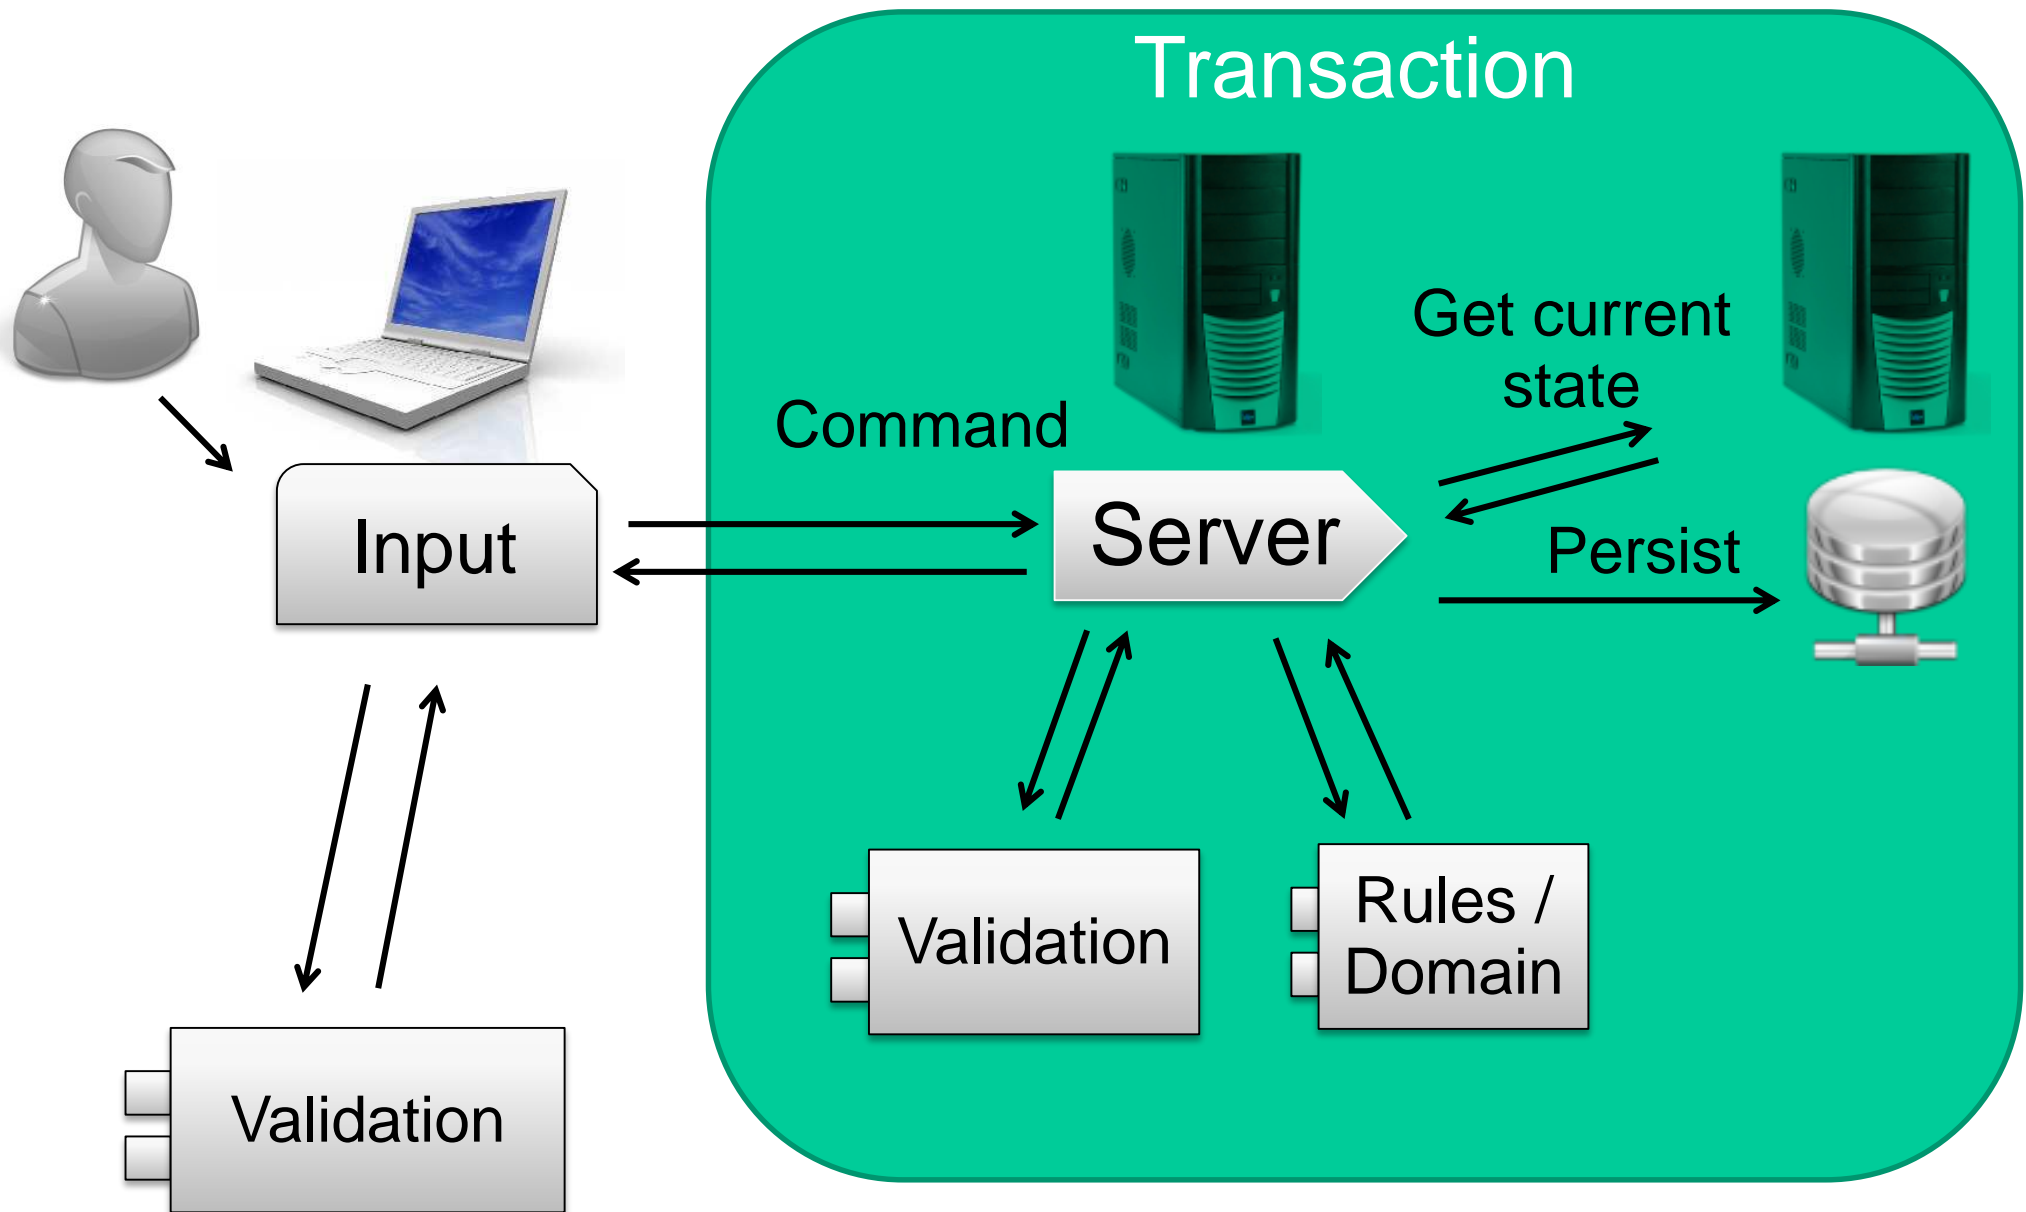 Transaction
Get current
state
Command
Input
Server
Persist
Validation
Rules /
Domain
Validation